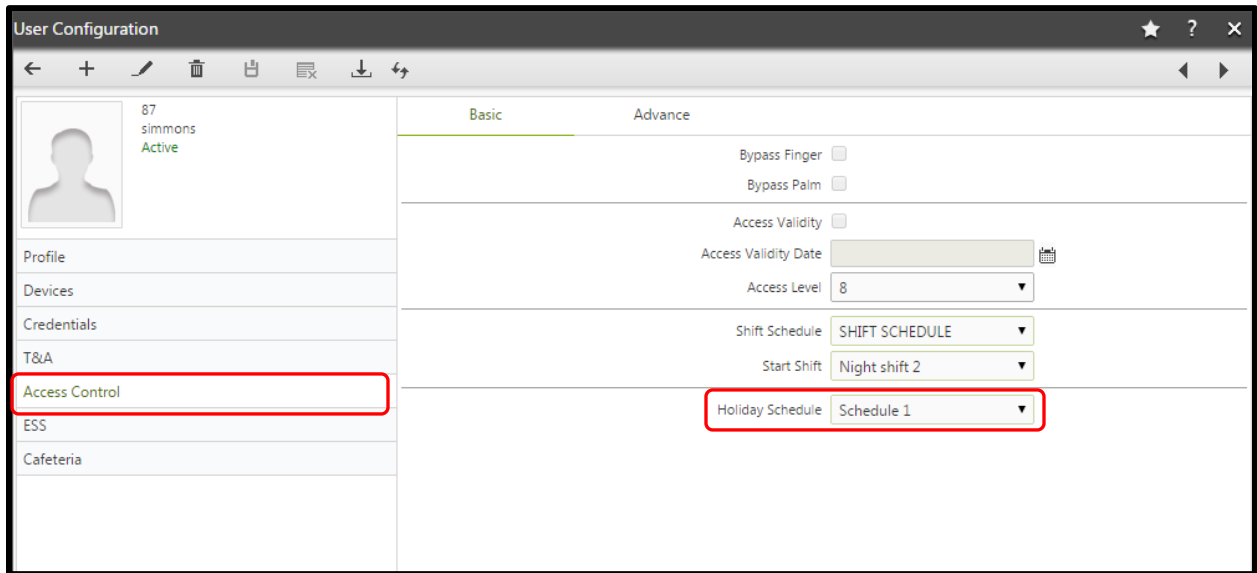 User Configuration
?
87
simmons
Active
Profile
Devices
Credentials
T&A
Access Control
ESS
Cafeteria
Basic Advance
Bypass Finger
Bypass Palm
Access Validity
Access Validity Date
Access Level 8
Shift Schedule SHIFT SCHEDULE
Start Shift Night shift 2
Holiday Schedule Schedule 1